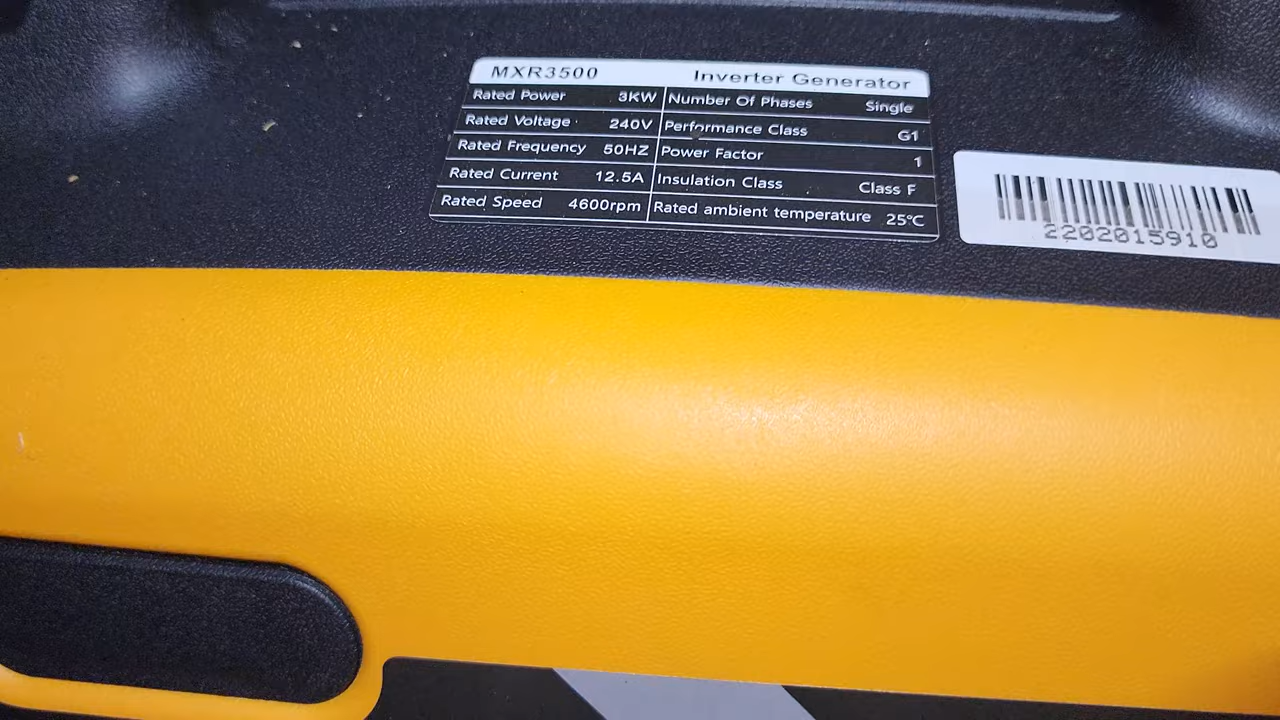 MXR3500 Inverter Generator
Rated Power 3KW Number Of Phases Single
Rated Voltage 240V Performance Class G1
Rated Frequency 50HZ Power Factor 1
Rated Current 12.5A Insulation Class Class F
Rated Speed 4600rpm Rated ambient temperature 25℃
2202015910